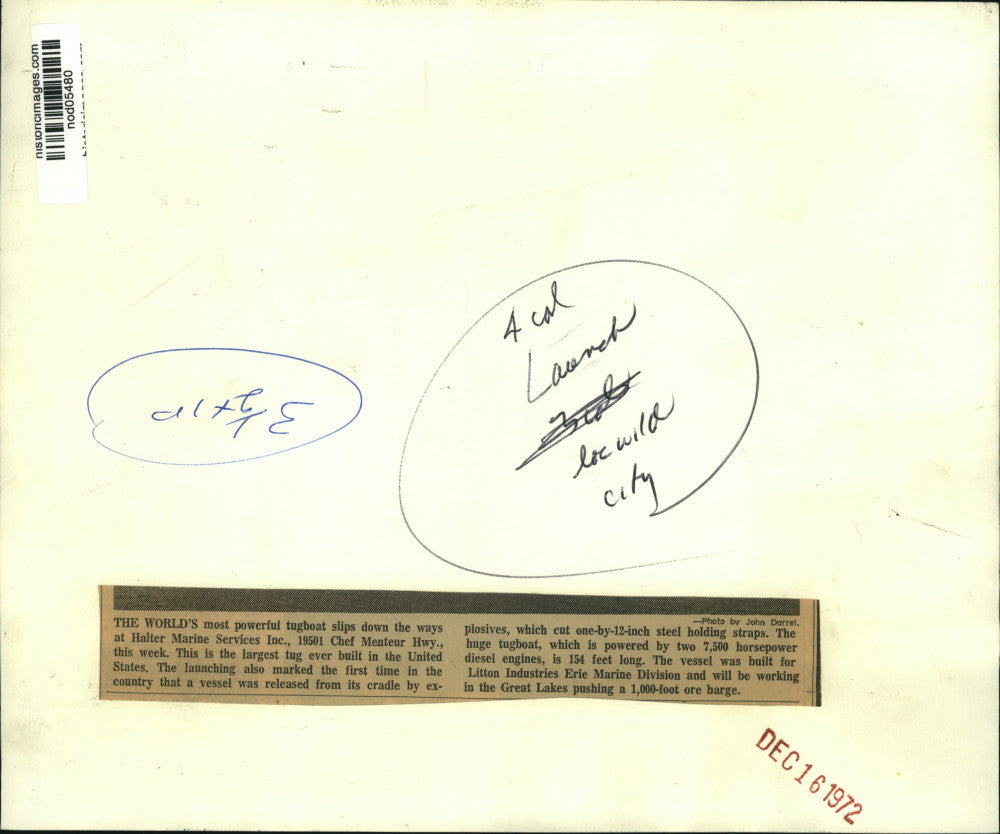 historicimages.com
nod05480
4 col
Launch
loc wild
city
—Photo by John Darrel.
THE WORLD'S most powerful tugboat slips down the ways
at Halter Marine Services Inc., 19501 Chef Menteur Hwy.,
this week. This is the largest tug ever built in the United
States. The launching also marked the first time in the
country that a vessel was released from its cradle by ex-
plosives, which cut one-by-12-inch steel holding straps. The
huge tugboat, which is powered by two 7,500 horsepower
diesel engines, is 154 feet long. The vessel was built for
Litton Industries Erie Marine Division and will be working
in the Great Lakes pushing a 1,000-foot ore barge.
DEC 16 1972